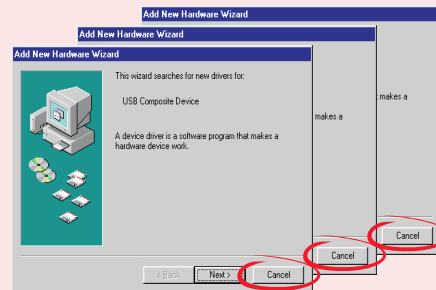 Add New Hardware Wizard
Add New Hardware Wizard
Add New Hardware Wizard
This wizard searches for new drivers for:
USB Composite Device
makes a
makes a
A device driver is a software program that makes a
hardware device work.
Cancel
Cancel
< Back Next > Cancel